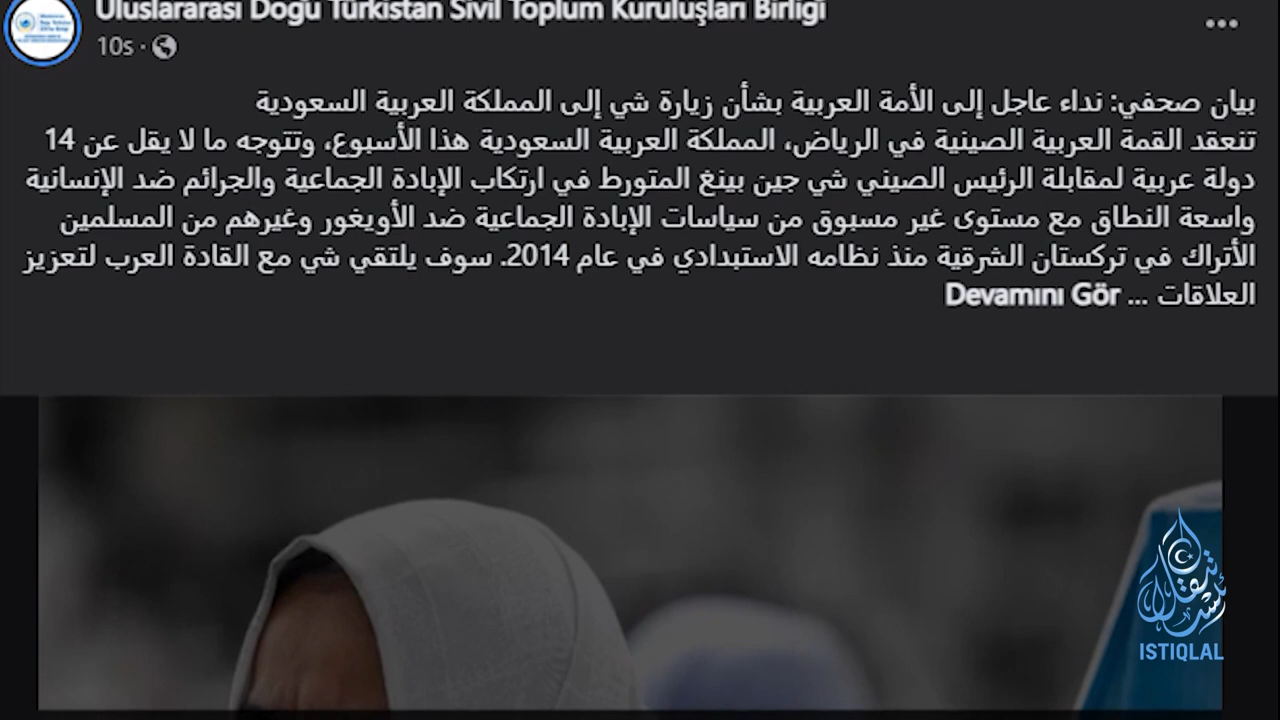 Uluslararası Doğu Türkistan Sivil Toplum Kuruluşları Birliği
10s ·
بيان صحفي: نداء عاجل إلى الأمة العربية بشأن زيارة شي إلى المملكة العربية السعودية
تنعقد القمة العربية الصينية في الرياض، المملكة العربية السعودية هذا الأسبوع، وتتوجه ما لا يقل عن 14
دولة عربية لمقابلة الرئيس الصيني شي جين بينغ المتورط في ارتكاب الإبادة الجماعية والجرائم ضد الإنسانية
واسعة النطاق مع مستوى غير مسبوق من سياسات الإبادة الجماعية ضد الأويغور وغيرهم من المسلمين
الأتراك في تركستان الشرقية منذ نظامه الاستبدادي في عام 2014. سوف يلتقي شي مع القادة العرب لتعزيز
العلاقات ... Devamını Gör
ISTIQLAL